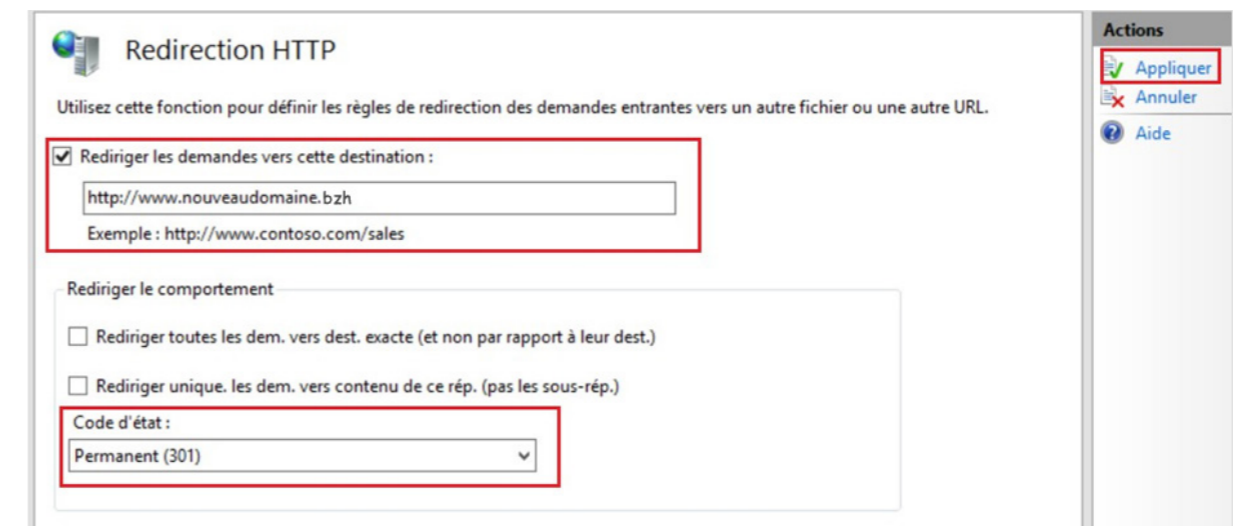 Redirection HTTP
Utilisez cette fonction pour définir les règles de redirection des demandes entrantes vers un autre fichier ou une autre URL.
Rediriger les demandes vers cette destination :
http://www.nouveaudomaine.bzh
Exemple : http://www.contoso.com/sales
Rediriger le comportement
Rediriger toutes les dem. vers dest. exacte (et non par rapport à leur dest.)
Rediriger unique. les dem. vers contenu de ce rép. (pas les sous-rép.)
Code d'état :
Permanent (301)
Actions
Appliquer
Annuler
Aide